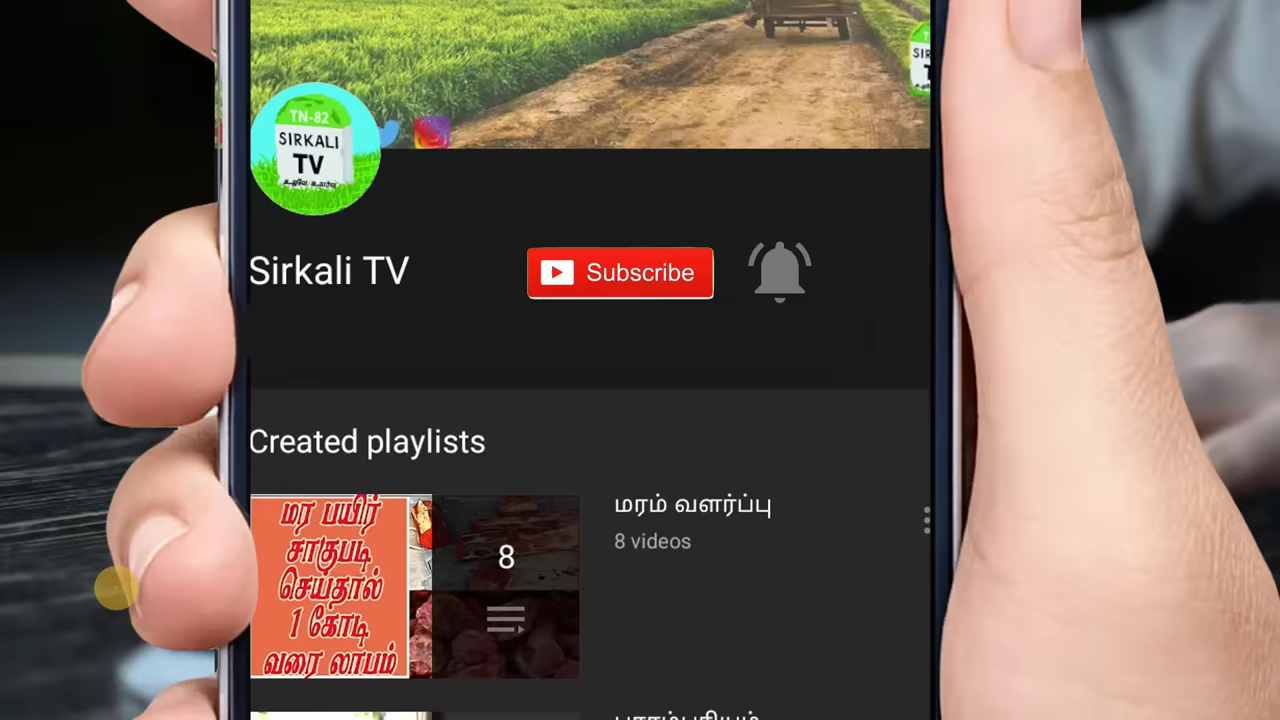 TN-82
SIRKALI
TV
SIR
T
Sirkali TV
Subscribe
Created playlists
மர பயிர்
சாகுபடி
செய்தால்
1 கோடி
வரை லாபம்
8
மரம் வளர்ப்பு
8 videos